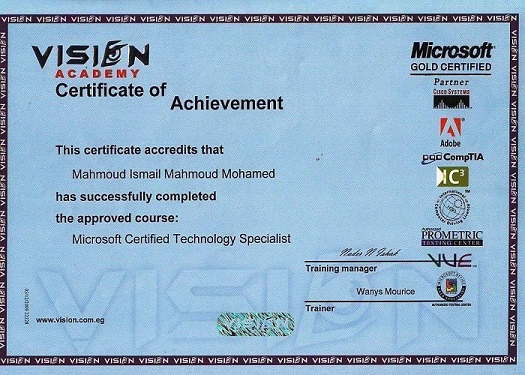 VISION
ACADEMY
Certificate of
Achievement
Microsoft
GOLD CERTIFIED
Partner
CISCO SYSTEMS
Adobe
CompTIA
IC³
PROMETRIC
TESTING CENTER
VUE
This certificate accredits that
Mahmoud Ismail Mahmoud Mohamed
has successfully completed
the approved course:
Microsoft Certified Technology Specialist
Training manager
Wanys Mourice
Trainer
www.vision.com.eg
VISION
VISION